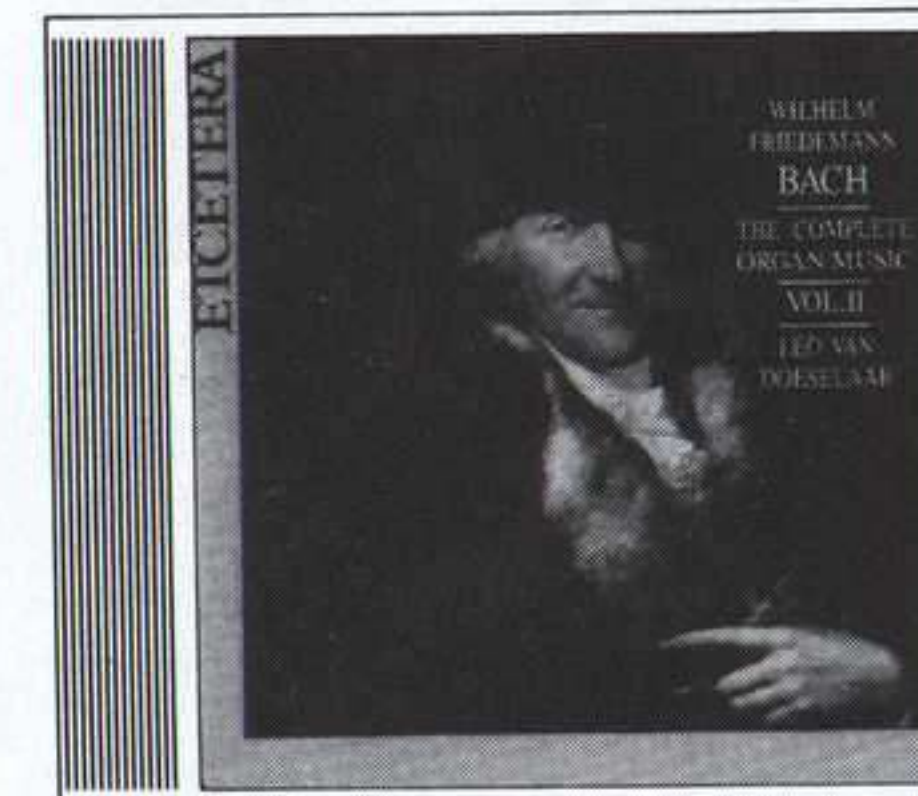 ETCETERA
WILHELM
FRIEDEMANN
BACH
THE COMPLETE
ORGAN MUSIC
VOL.II
LEO VAN
DOESELAAR